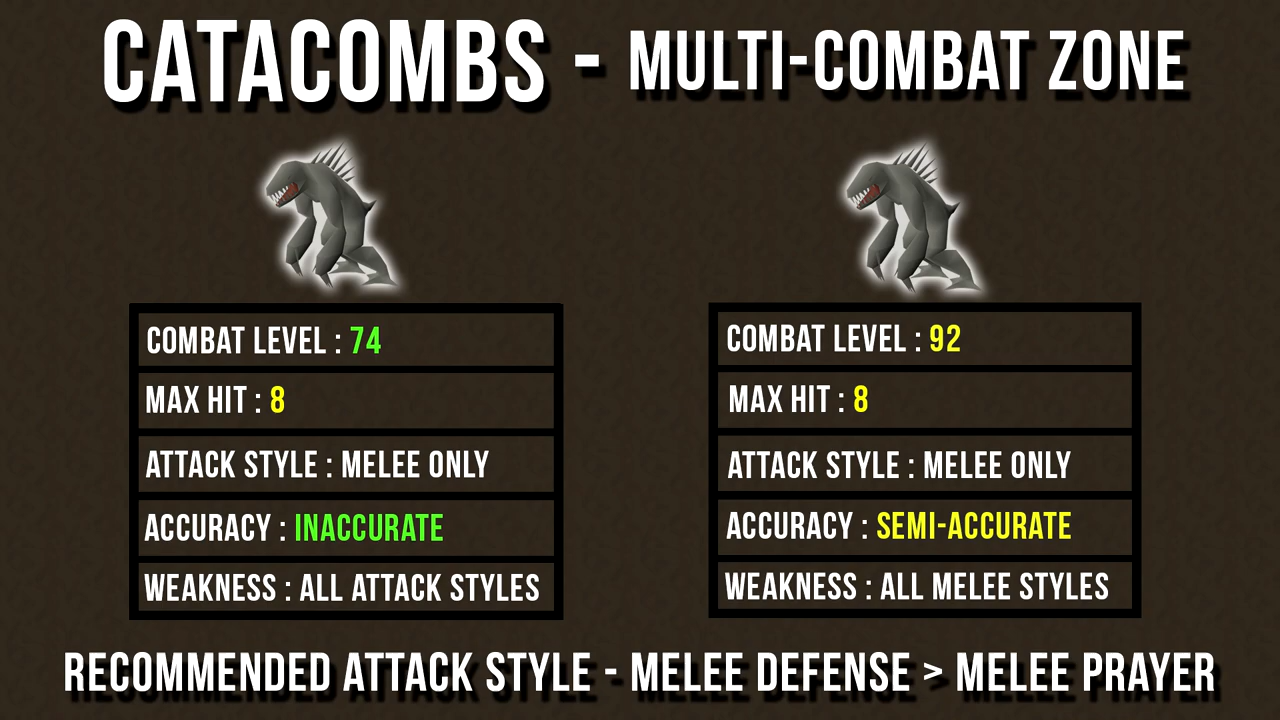 CATACOMBS - MULTI-COMBAT ZONE
COMBAT LEVEL : 74
MAX HIT : 8
ATTACK STYLE : MELEE ONLY
ACCURACY : INACCURATE
WEAKNESS : ALL ATTACK STYLES
COMBAT LEVEL : 92
MAX HIT : 8
ATTACK STYLE : MELEE ONLY
ACCURACY : SEMI-ACCURATE
WEAKNESS : ALL MELEE STYLES
RECOMMENDED ATTACK STYLE - MELEE DEFENSE > MELEE PRAYER